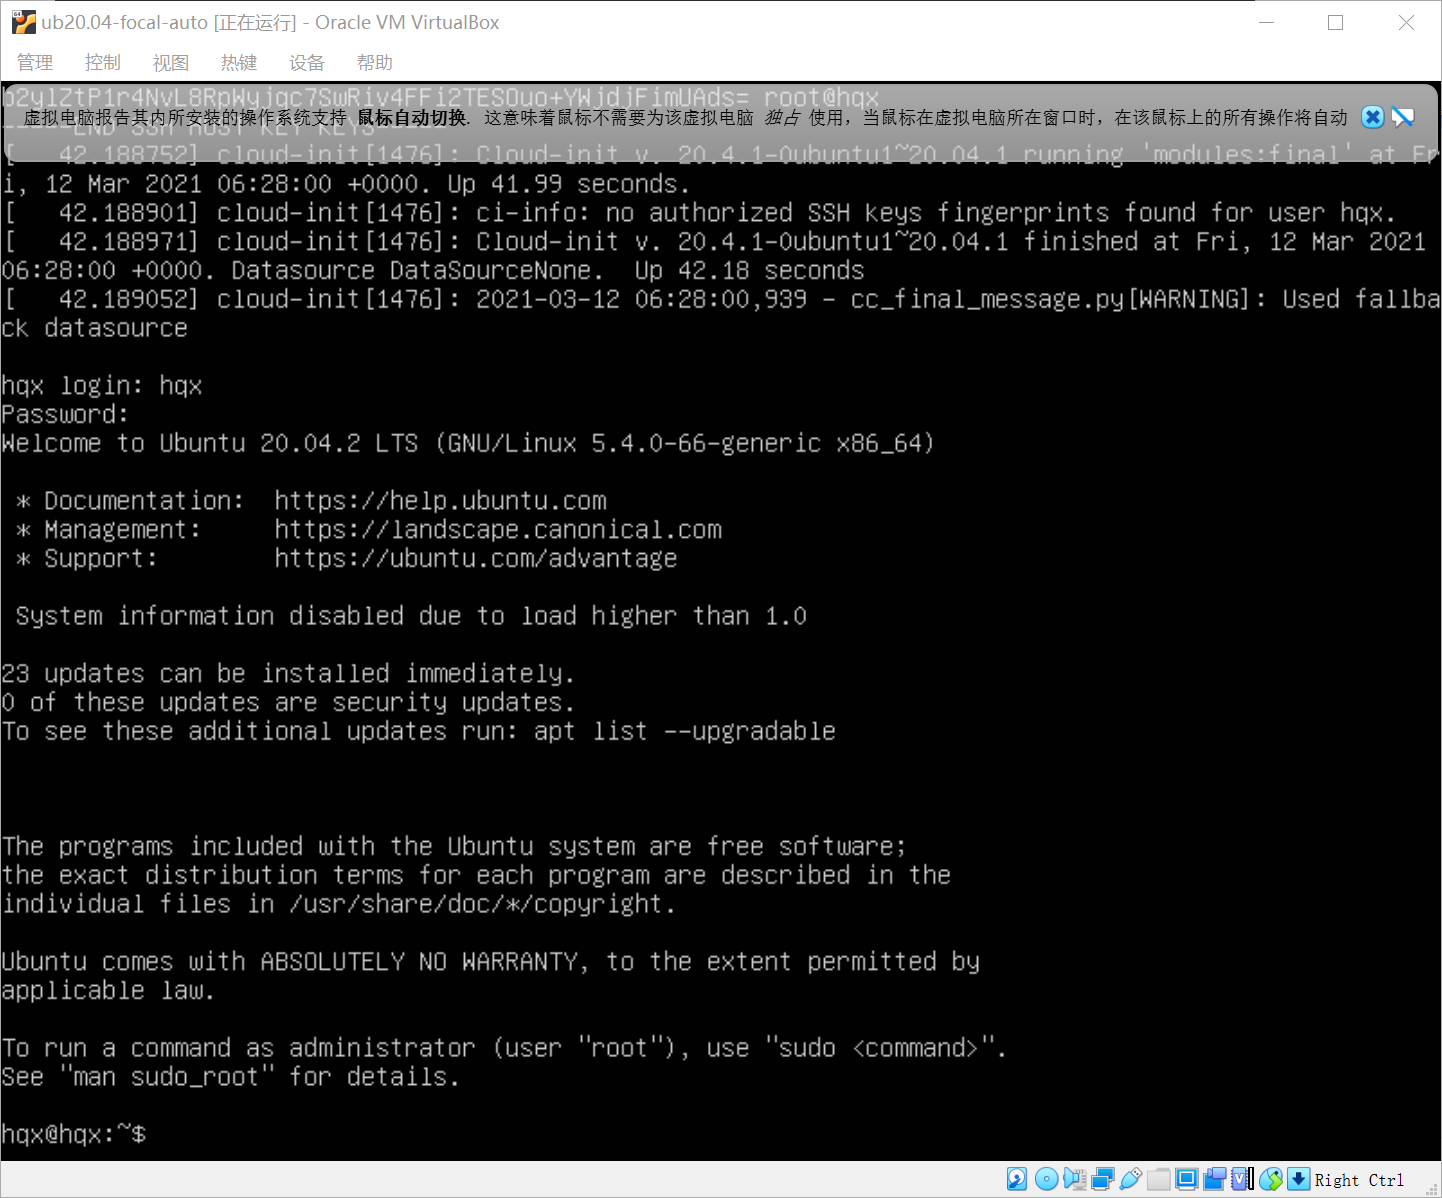 ub20.04-focal-auto [正在运行] - Oracle VM VirtualBox
管理 控制 视图 热键 设备 帮助
root@hqx
虚拟电脑报告其内所安装的操作系统支持 鼠标自动切换. 这意味着鼠标不需要为该虚拟电脑 独占 使用，当鼠标在虚拟电脑所在窗口时，在该鼠标上的所有操作将自动
-----END SSH HOST KEY KEYS-----
[   42.188752] cloud-init[1476]: Cloud-init v. 20.4.1-0ubuntu1~20.04.1 running 'modules:final' at Fr
i, 12 Mar 2021 06:28:00 +0000. Up 41.99 seconds.
[   42.188901] cloud-init[1476]: ci-info: no authorized SSH keys fingerprints found for user hqx.
[   42.188971] cloud-init[1476]: Cloud-init v. 20.4.1-0ubuntu1~20.04.1 finished at Fri, 12 Mar 2021
06:28:00 +0000. Datasource DataSourceNone.  Up 42.18 seconds
[   42.189052] cloud-init[1476]: 2021-03-12 06:28:00,939 - cc_final_message.py[WARNING]: Used fallba
ck datasource
hqx login: hqx
Password:
Welcome to Ubuntu 20.04.2 LTS (GNU/Linux 5.4.0-66-generic x86_64)
* Documentation:  https://help.ubuntu.com
* Management:     https://landscape.canonical.com
* Support:        https://ubuntu.com/advantage
System information disabled due to load higher than 1.0
23 updates can be installed immediately.
0 of these updates are security updates.
To see these additional updates run: apt list --upgradable
The programs included with the Ubuntu system are free software;
the exact distribution terms for each program are described in the
individual files in /usr/share/doc/*/copyright.
Ubuntu comes with ABSOLUTELY NO WARRANTY, to the extent permitted by
applicable law.
To run a command as administrator (user "root"), use "sudo <command>".
See "man sudo_root" for details.
hqx@hqx:~$
Right Ctrl